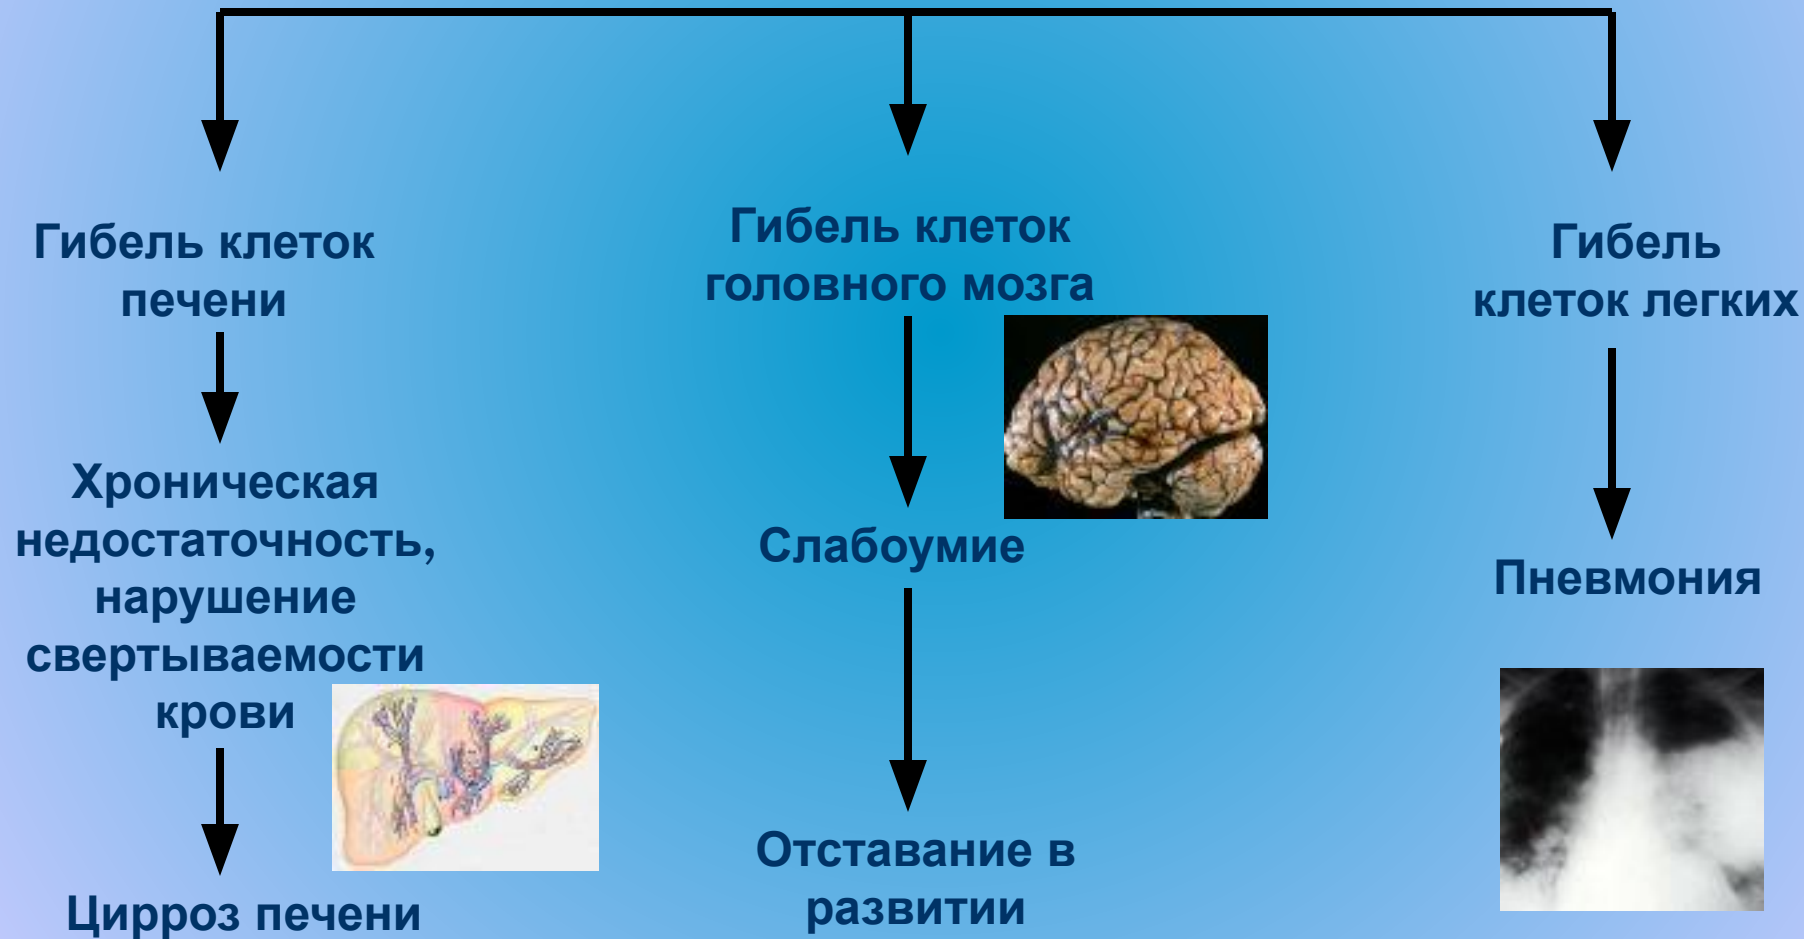 Гибель клеток
печени
Хроническая
недостаточность,
нарушение
свертываемости
крови
Цирроз печени
Гибель клеток
головного мозга
Слабоумие
Отставание в
развитии
Гибель
клеток легких
Пневмония